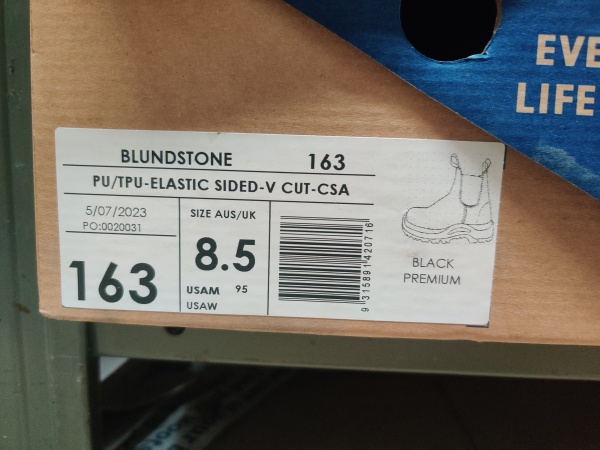 EVE
LIFE
BLUNDSTONE 163
PU/TPU-ELASTIC SIDED-V CUT-CSA
5/07/2023
PO:0020031
163
SIZE AUS/UK
8.5
USAM 95
USAW
9 315891 420716
BLACK
PREMIUM